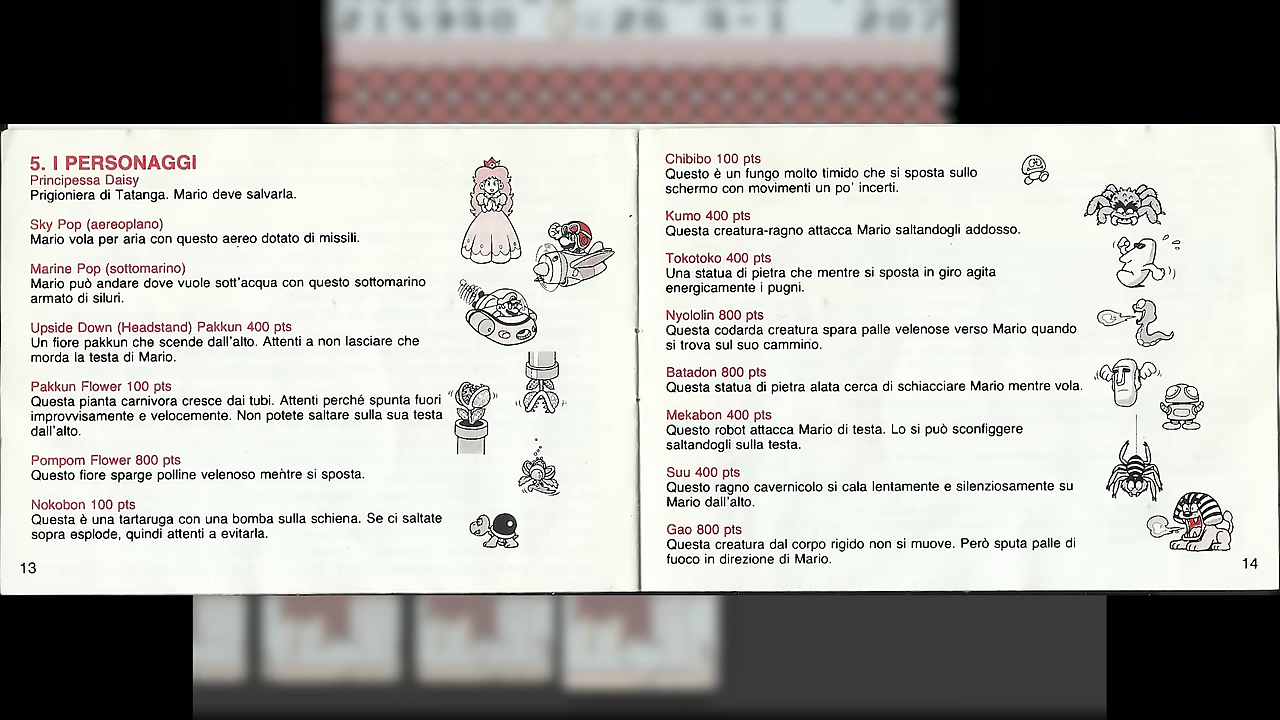 215940 26 4-1 207
5. I PERSONAGGI
Principessa Daisy
Prigioniera di Tatanga. Mario deve salvarla.
Sky Pop (aereoplano)
Mario vola per aria con questo aereo dotato di missili.
Marine Pop (sottomarino)
Mario può andare dove vuole sott'acqua con questo sottomarino
armato di siluri.
Upside Down (Headstand) Pakkun 400 pts
Un fiore pakkun che scende dall'alto. Attenti a non lasciare che
morda la testa di Mario.
Pakkun Flower 100 pts
Questa pianta carnivora cresce dai tubi. Attenti perché spunta fuori
improvvisamente e velocemente. Non potete saltare sulla sua testa
dall'alto.
Pompom Flower 800 pts
Questo fiore sparge polline velenoso mentre si sposta.
Nokobon 100 pts
Questa è una tartaruga con una bomba sulla schiena. Se ci saltate
sopra esplode, quindi attenti a evitarla.
13
Chibibo 100 pts
Questo è un fungo molto timido che si sposta sullo
schermo con movimenti un po' incerti.
Kumo 400 pts
Questa creatura-ragno attacca Mario saltandogli addosso.
Tokotoko 400 pts
Una statua di pietra che mentre si sposta in giro agita
energicamente i pugni.
Nyololin 800 pts
Questa codarda creatura spara palle velenose verso Mario quando
si trova sul suo cammino.
Batadon 800 pts
Questa statua di pietra alata cerca di schiacciare Mario mentre vola.
Mekabon 400 pts
Questo robot attacca Mario di testa. Lo si può sconfiggere
saltandogli sulla testa.
Suu 400 pts
Questo ragno cavernicolo si cala lentamente e silenziosamente su
Mario dall'alto.
Gao 800 pts
Questa creatura dal corpo rigido non si muove. Però sputa palle di
fuoco in direzione di Mario.
14